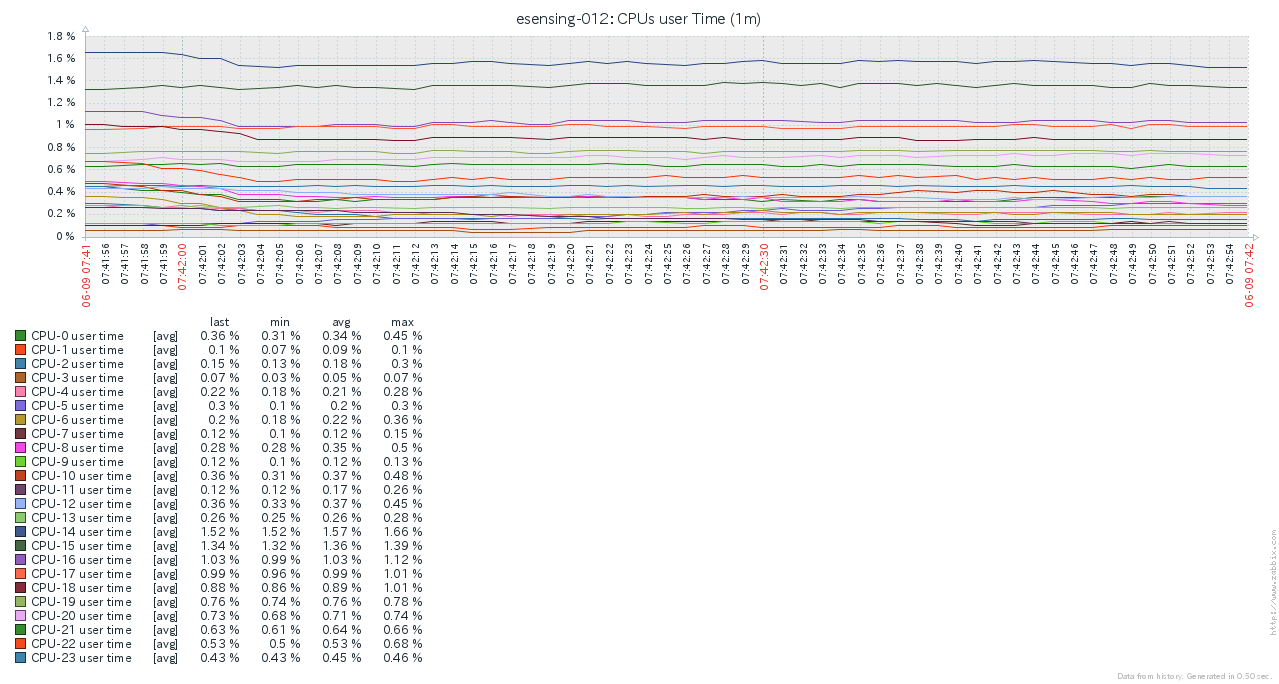 esensing-012: CPUs user Time (1m)
1.8 %
1.6 %
1.4 %
1.2 %
1 %
0.8 %
0.6 %
0.4 %
0.2 %
0 %
06-09 07:41
07:41:56
07:41:57
07:41:58
07:41:59
07:42:00
07:42:01
07:42:02
07:42:03
07:42:04
07:42:05
07:42:06
07:42:07
07:42:08
07:42:09
07:42:10
07:42:11
07:42:12
07:42:13
07:42:14
07:42:15
07:42:16
07:42:17
07:42:18
07:42:19
07:42:20
07:42:21
07:42:22
07:42:23
07:42:24
07:42:25
07:42:26
07:42:27
07:42:28
07:42:29
07:42:30
07:42:31
07:42:32
07:42:33
07:42:34
07:42:35
07:42:36
07:42:37
07:42:38
07:42:39
07:42:40
07:42:41
07:42:42
07:42:43
07:42:44
07:42:45
07:42:46
07:42:47
07:42:48
07:42:49
07:42:50
07:42:51
07:42:52
07:42:53
07:42:54
06-09 07:42
last min avg max
CPU-0 user time [avg] 0.36 % 0.31 % 0.34 % 0.45 %
CPU-1 user time [avg] 0.1 % 0.07 % 0.09 % 0.1 %
CPU-2 user time [avg] 0.15 % 0.13 % 0.18 % 0.3 %
CPU-3 user time [avg] 0.07 % 0.03 % 0.05 % 0.07 %
CPU-4 user time [avg] 0.22 % 0.18 % 0.21 % 0.28 %
CPU-5 user time [avg] 0.3 % 0.1 % 0.2 % 0.3 %
CPU-6 user time [avg] 0.2 % 0.18 % 0.22 % 0.36 %
CPU-7 user time [avg] 0.12 % 0.1 % 0.12 % 0.15 %
CPU-8 user time [avg] 0.28 % 0.28 % 0.35 % 0.5 %
CPU-9 user time [avg] 0.12 % 0.1 % 0.12 % 0.13 %
CPU-10 user time [avg] 0.36 % 0.31 % 0.37 % 0.48 %
CPU-11 user time [avg] 0.12 % 0.12 % 0.17 % 0.26 %
CPU-12 user time [avg] 0.36 % 0.33 % 0.37 % 0.45 %
CPU-13 user time [avg] 0.26 % 0.25 % 0.26 % 0.28 %
CPU-14 user time [avg] 1.52 % 1.52 % 1.57 % 1.66 %
CPU-15 user time [avg] 1.34 % 1.32 % 1.36 % 1.39 %
CPU-16 user time [avg] 1.03 % 0.99 % 1.03 % 1.12 %
CPU-17 user time [avg] 0.99 % 0.96 % 0.99 % 1.01 %
CPU-18 user time [avg] 0.88 % 0.86 % 0.89 % 1.01 %
CPU-19 user time [avg] 0.76 % 0.74 % 0.76 % 0.78 %
CPU-20 user time [avg] 0.73 % 0.68 % 0.71 % 0.74 %
CPU-21 user time [avg] 0.63 % 0.61 % 0.64 % 0.66 %
CPU-22 user time [avg] 0.53 % 0.5 % 0.53 % 0.68 %
CPU-23 user time [avg] 0.43 % 0.43 % 0.45 % 0.46 %
http://www.zabbix.com
Data from history. Generated in 0.50 sec.